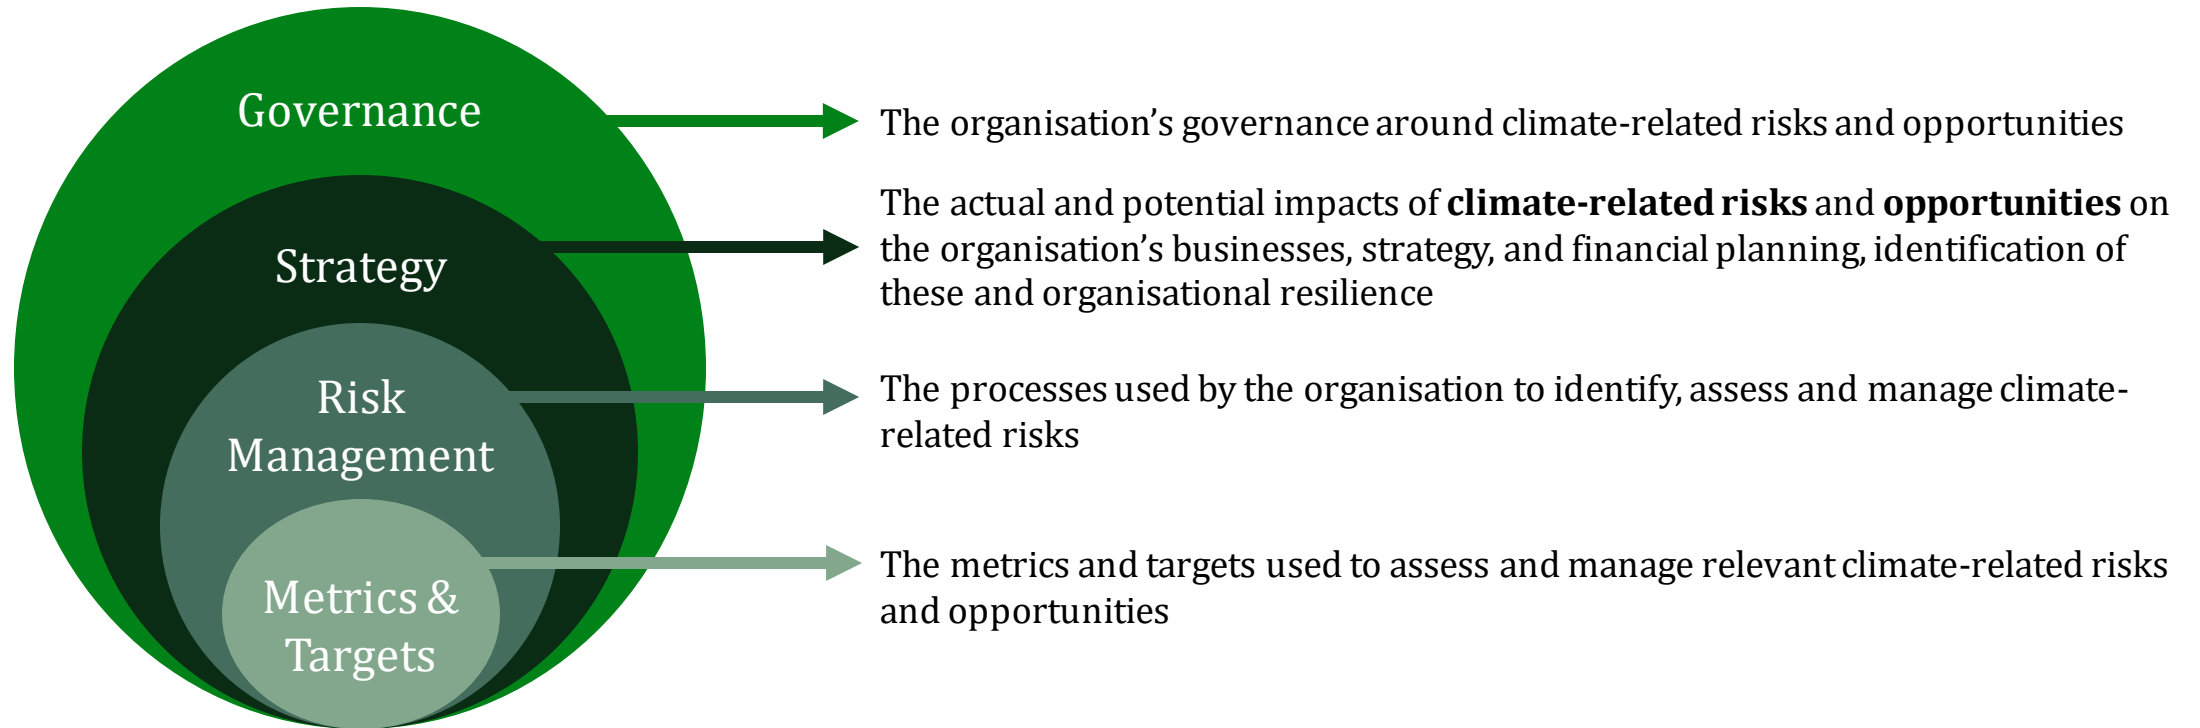 Governance
The organisation’s governance around climate-related risks and opportunities
Strategy
The actual and potential impacts of climate-related risks and opportunities on
the organisation’s businesses, strategy, and financial planning, identification of
these and organisational resilience
Risk
Management
The processes used by the organisation to identify, assess and manage climate-
related risks
Metrics &
Targets
The metrics and targets used to assess and manage relevant climate-related risks
and opportunities